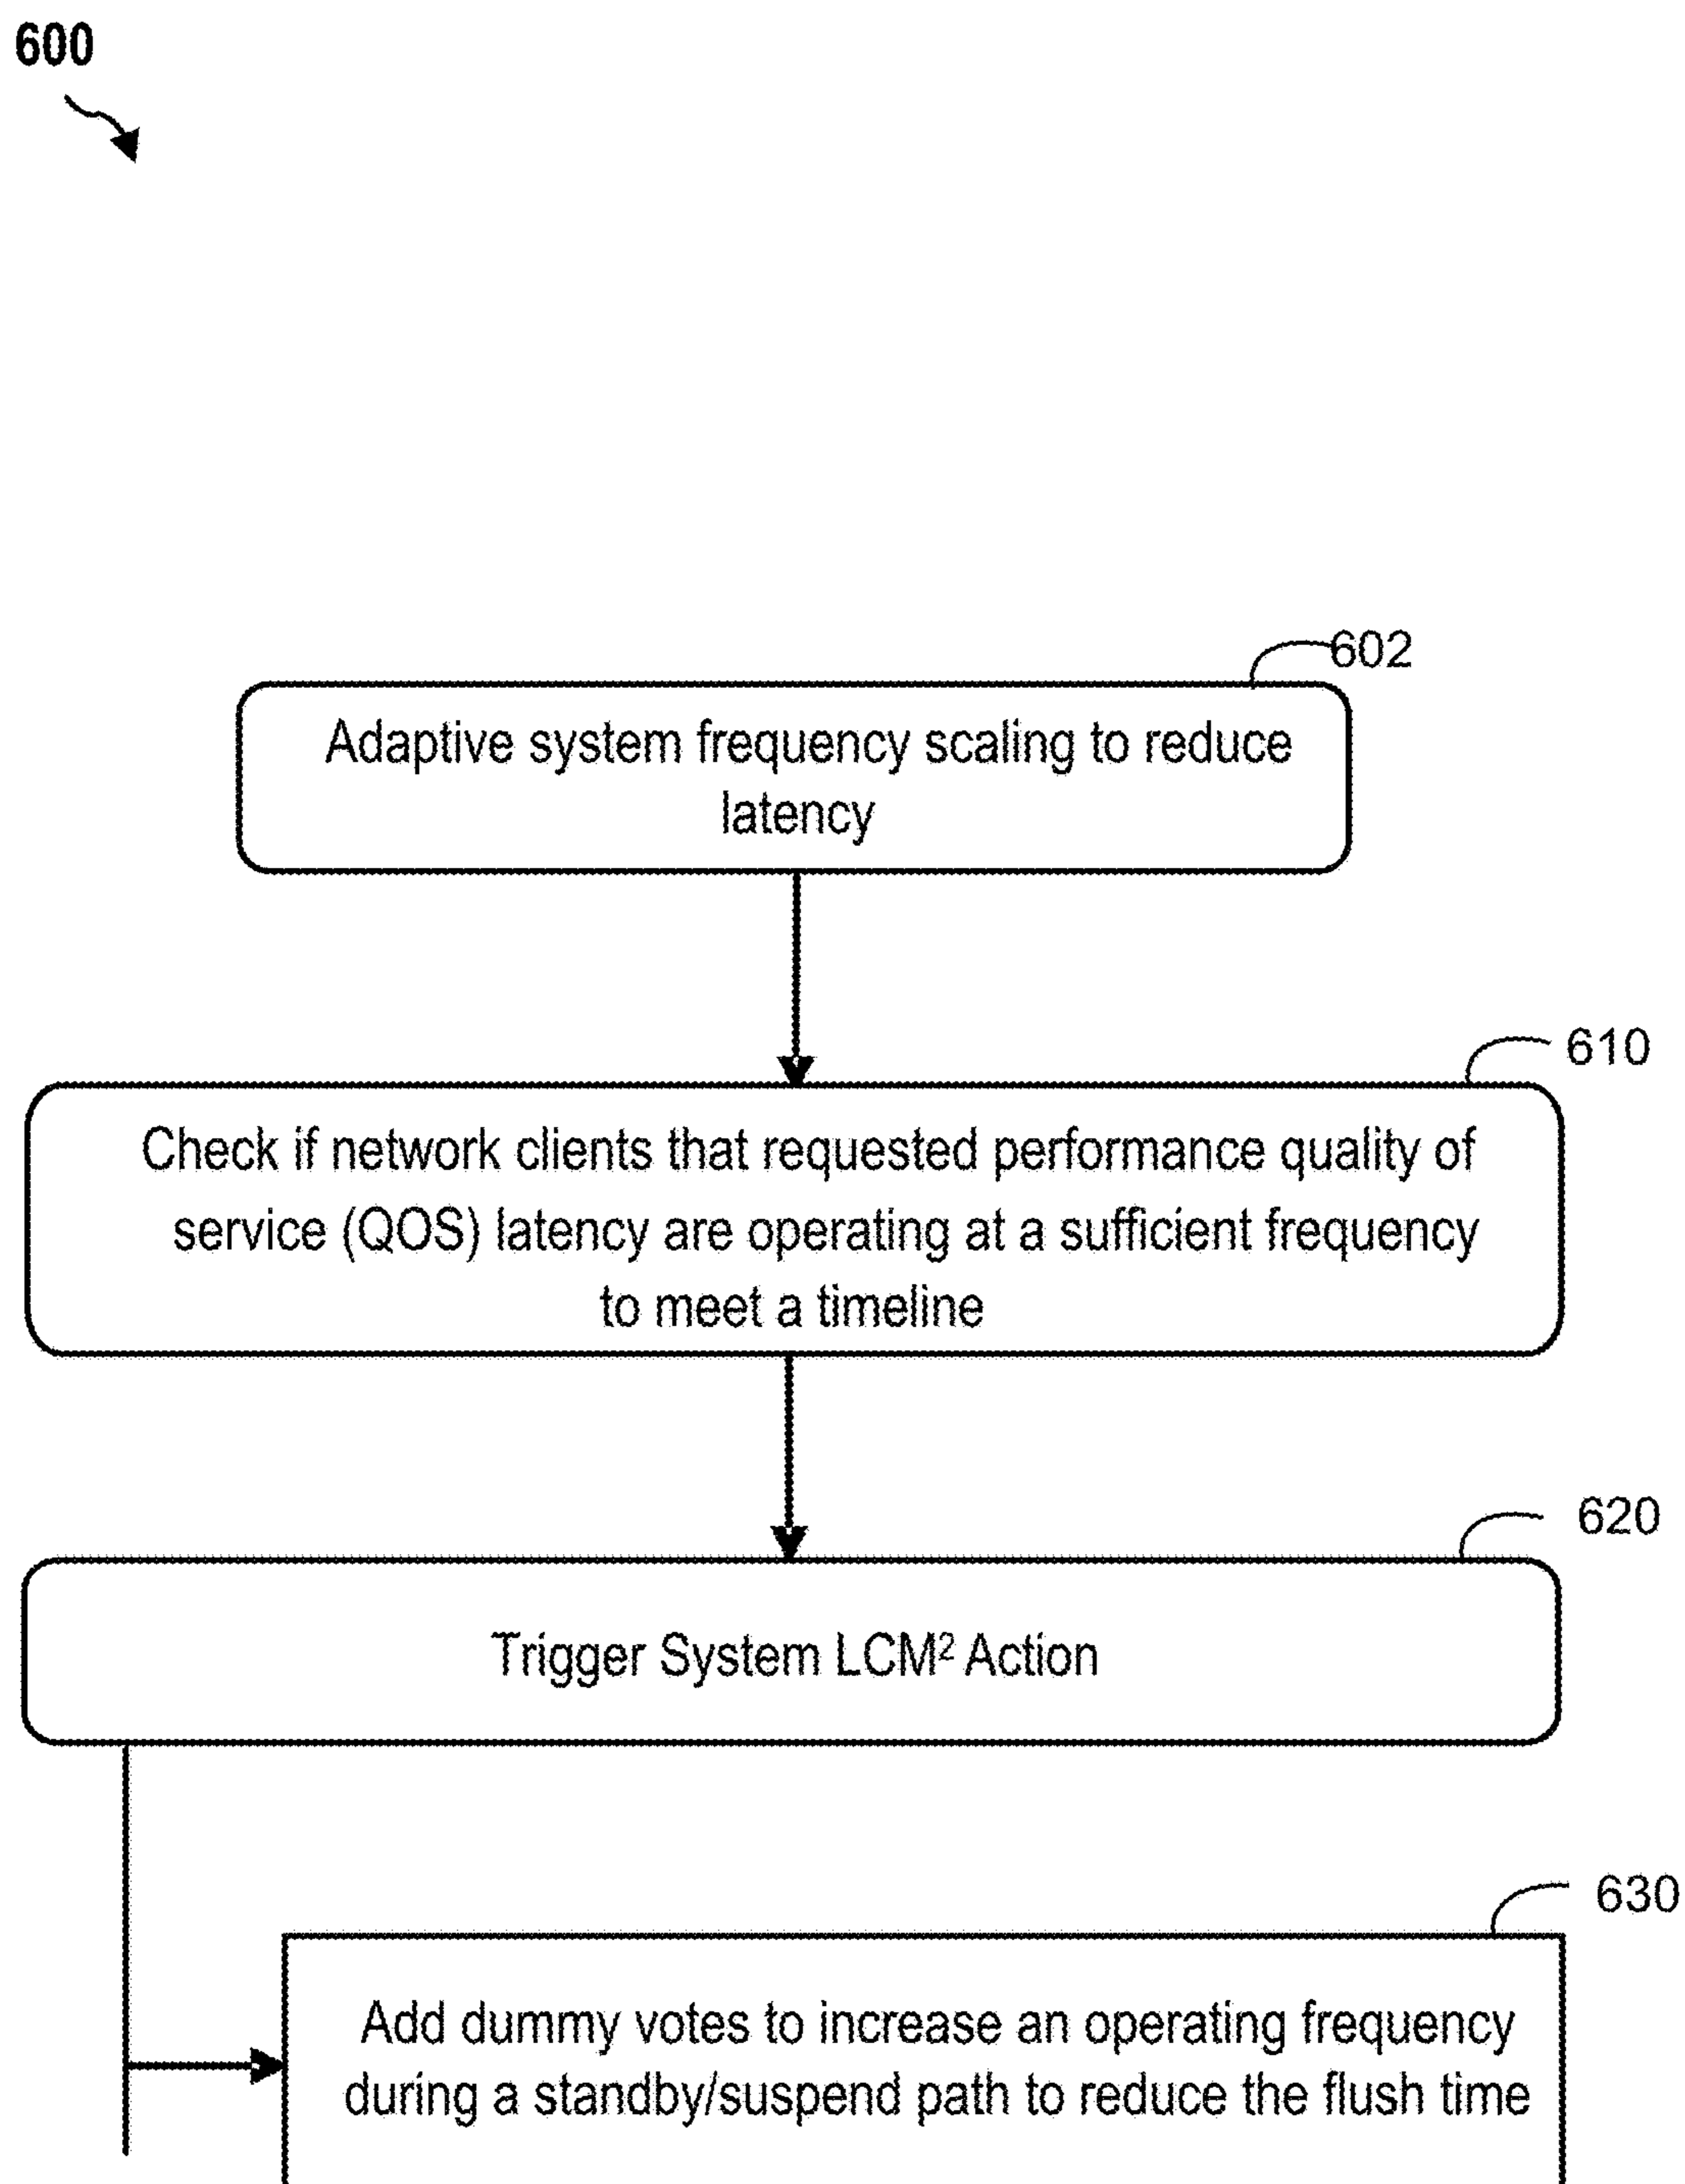 600
602
Adaptive system frequency scaling to reduce
latency
610
Check if network clients that requested performance quality of
service (QOS) latency are operating at a sufficient frequency
to meet a timeline
620
Trigger System LCM² Action
630
Add dummy votes to increase an operating frequency
during a standby/suspend path to reduce the flush time